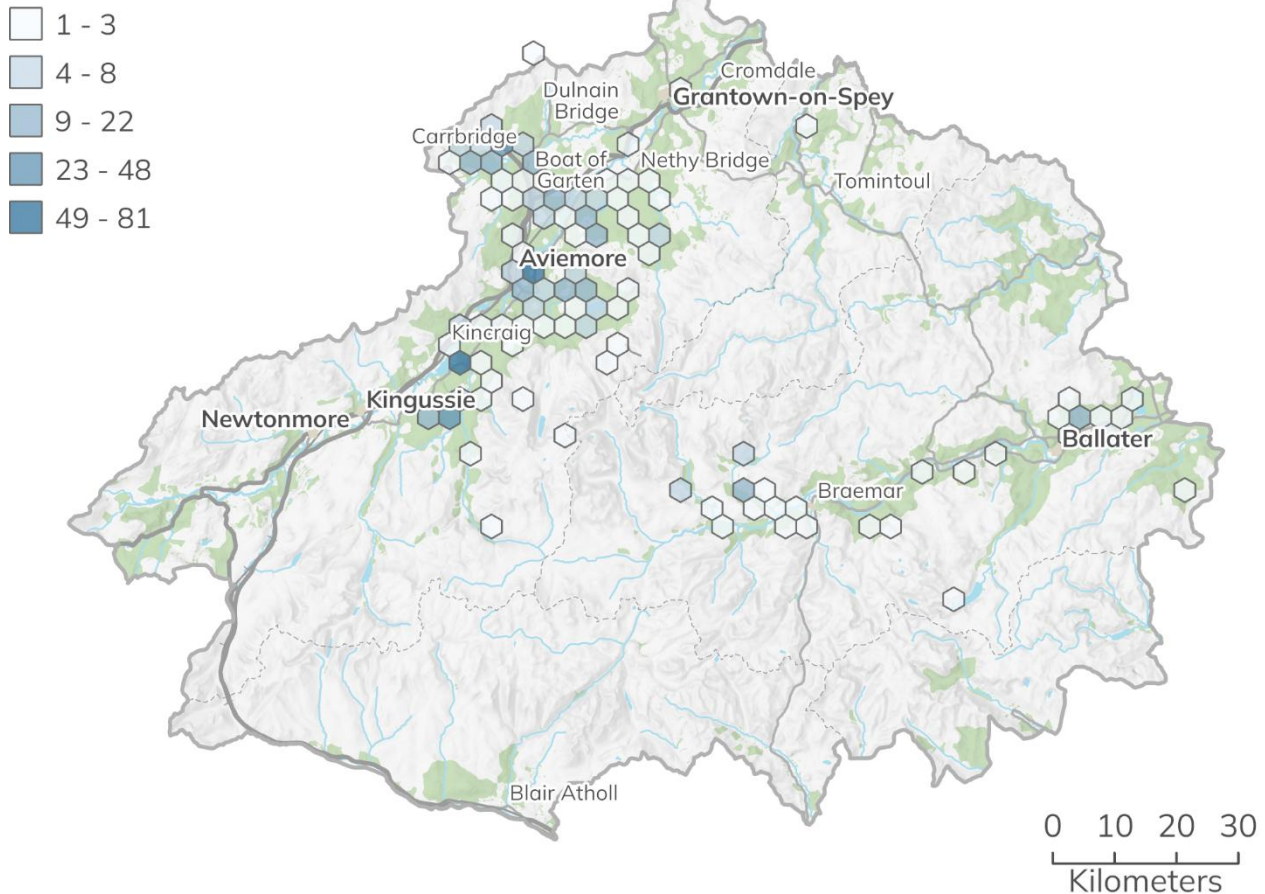 1 - 3
4 - 8
9 - 22
23 - 48
49 - 81
Cromdale
Dulnain
Bridge
Grantown-on-Spey
Carrbridge
Boat of
Garten
Nethy Bridge
Tomintoul
Aviemore
Kincraig
Kingussie
Newtonmore
Ballater
Braemar
Blair Atholl
0 10 20 30
Kilometers